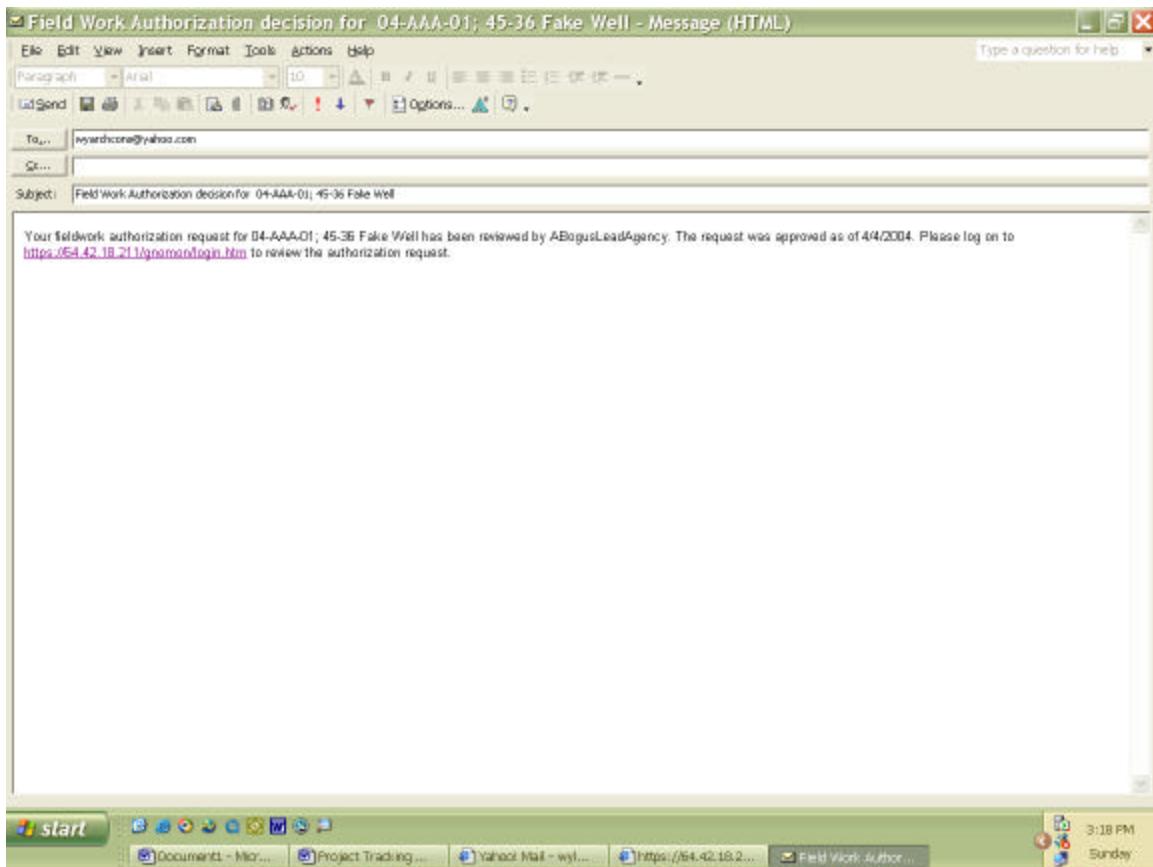 Field Work Authorization decision for 04-AAA-01; 45-36 Fake Well - Message (HTML)
File Edit View Insert Format Tools Actions Help Type a question for help
Paragraph Arial 10
Send Options...
To...
Cc...
Subject: Field Work Authorization decision for 04-AAA-01; 45-36 Fake Well
Your fieldwork authorization request for 04-AAA-01; 45-36 Fake Well has been reviewed by ABogusLeadAgency. The request was approved as of 4/4/2004. Please log on to
https://64.42.18.211/gnomon/login.htm to review the authorization request.
start 3:18 PM
Document1 - Micr... Project Tracking ... Yahoo! Mail - wyl... https://64.42.18.2... Field Work Author... Sunday